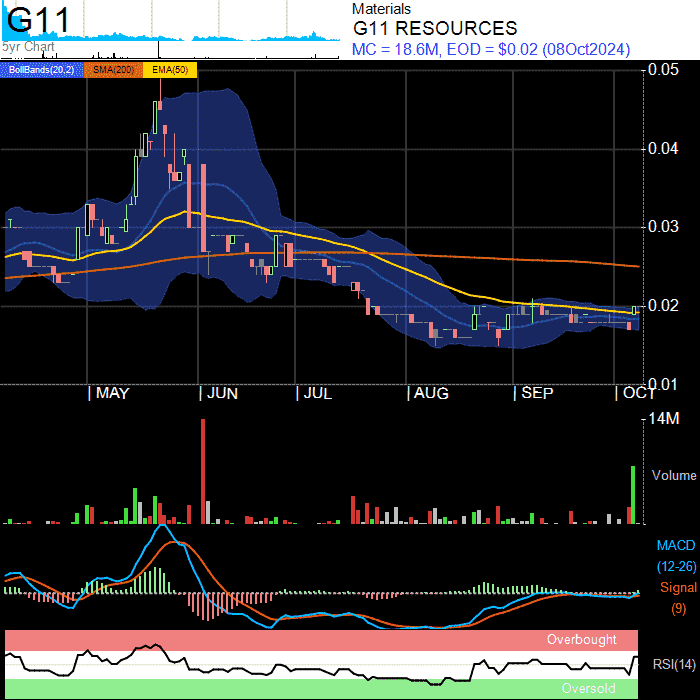 G11
5yr Chart
Materials
G11 RESOURCES
MC = 18.6M, EOD = $0.02 (08Oct2024)
BollBands(20,2) SMA(200) EMA(50)
0.05
0.04
0.03
0.02
0.01
MAY JUN JUL AUG SEP OCT
14M
Volume
MACD
(12-26)
Signal
(9)
Overbought
RSI(14)
Oversold